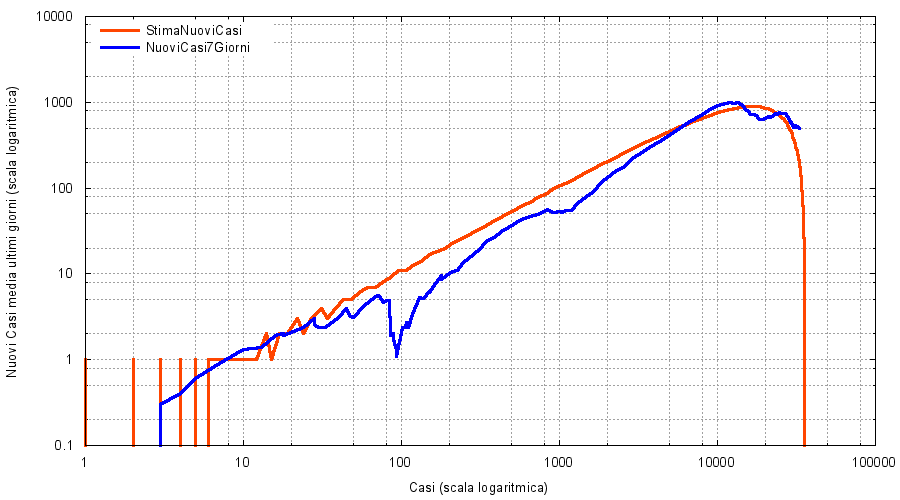 10000
1000
100
10
1
0.1
StimaNuoviCasi
NuoviCasi7Giorni
Nuovi Casi media ultimi giorni (scala logaritmica)
1 10 100 1000 10000 100000
Casi (scala logaritmica)